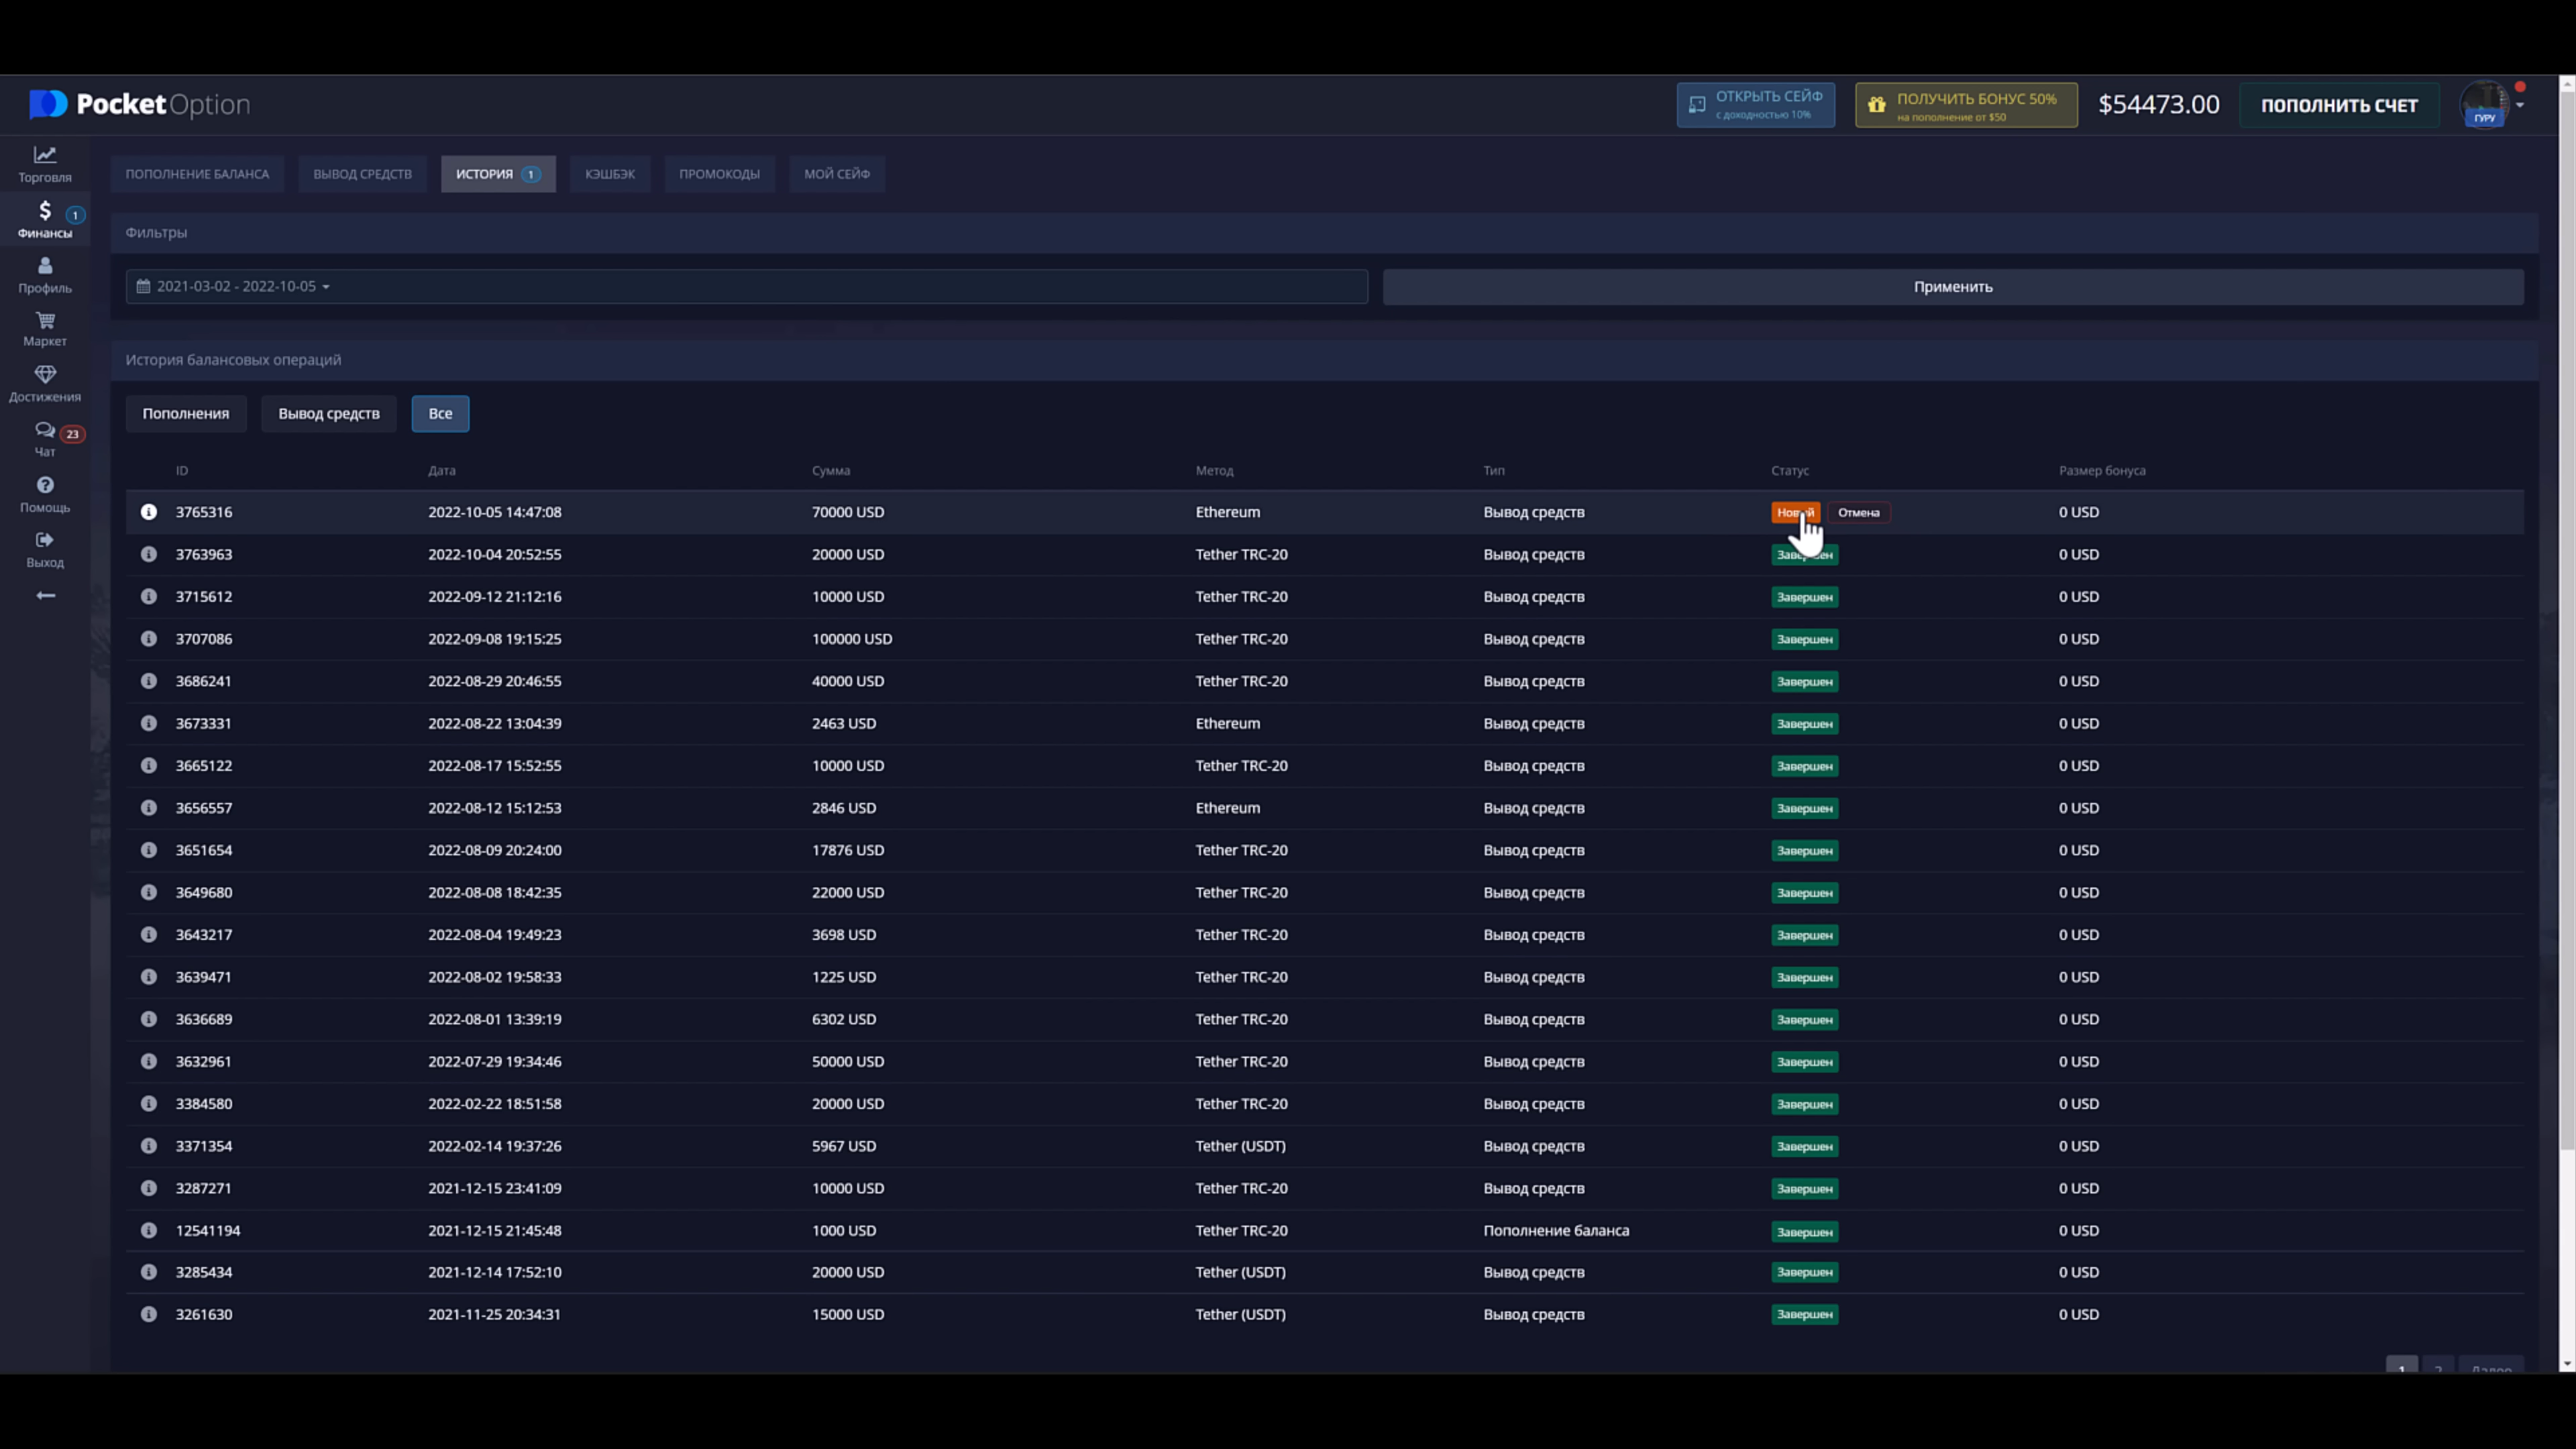 PocketOption
ОТКРЫТЬ СЕЙФ
с доходностью 10%
ПОЛУЧИТЬ БОНУС 50%
на пополнение от $50
$54473.00
ПОПОЛНИТЬ СЧЕТ
ГУРУ
Торговля
Финансы 1
Профиль
Маркет
Достижения
Чат 23
Помощь
Выход
ПОПОЛНЕНИЕ БАЛАНСА
ВЫВОД СРЕДСТВ
ИСТОРИЯ 1
КЭШБЭК
ПРОМОКОДЫ
МОЙ СЕЙФ
Фильтры
2021-03-02 - 2022-10-05
Применить
История балансовых операций
Пополнения Вывод средств Все
ID Дата Сумма Метод Тип Статус Размер бонуса
3765316 2022-10-05 14:47:08 70000 USD Ethereum Вывод средств Новый Отмена 0 USD
3763963 2022-10-04 20:52:55 20000 USD Tether TRC-20 Вывод средств Завершен 0 USD
3715612 2022-09-12 21:12:16 10000 USD Tether TRC-20 Вывод средств Завершен 0 USD
3707086 2022-09-08 19:15:25 100000 USD Tether TRC-20 Вывод средств Завершен 0 USD
3686241 2022-08-29 20:46:55 40000 USD Tether TRC-20 Вывод средств Завершен 0 USD
3673331 2022-08-22 13:04:39 2463 USD Ethereum Вывод средств Завершен 0 USD
3665122 2022-08-17 15:52:55 10000 USD Tether TRC-20 Вывод средств Завершен 0 USD
3656557 2022-08-12 15:12:53 2846 USD Ethereum Вывод средств Завершен 0 USD
3651654 2022-08-09 20:24:00 17876 USD Tether TRC-20 Вывод средств Завершен 0 USD
3649680 2022-08-08 18:42:35 22000 USD Tether TRC-20 Вывод средств Завершен 0 USD
3643217 2022-08-04 19:49:23 3698 USD Tether TRC-20 Вывод средств Завершен 0 USD
3639471 2022-08-02 19:58:33 1225 USD Tether TRC-20 Вывод средств Завершен 0 USD
3636689 2022-08-01 13:39:19 6302 USD Tether TRC-20 Вывод средств Завершен 0 USD
3632961 2022-07-29 19:34:46 50000 USD Tether TRC-20 Вывод средств Завершен 0 USD
3384580 2022-02-22 18:51:58 20000 USD Tether TRC-20 Вывод средств Завершен 0 USD
3371354 2022-02-14 19:37:26 5967 USD Tether (USDT) Вывод средств Завершен 0 USD
3287271 2021-12-15 23:41:09 10000 USD Tether TRC-20 Вывод средств Завершен 0 USD
12541194 2021-12-15 21:45:48 1000 USD Tether TRC-20 Пополнение баланса Завершен 0 USD
3285434 2021-12-14 17:52:10 20000 USD Tether (USDT) Вывод средств Завершен 0 USD
3261630 2021-11-25 20:34:31 15000 USD Tether (USDT) Вывод средств Завершен 0 USD
1 2 Далее